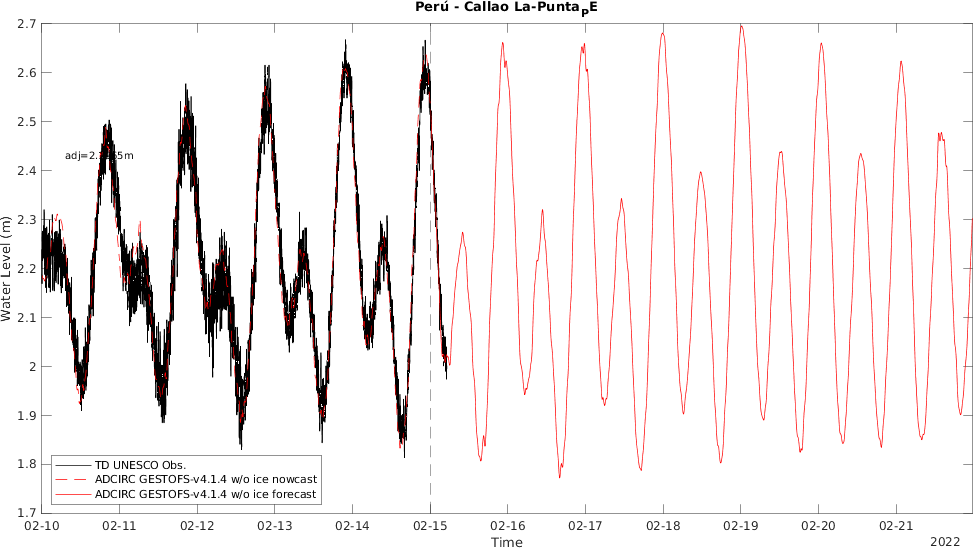 Perú - Callao La-Punta_PE
2.7
2.6
2.5
adj=2.
5m
2.4
2.3
2.2
2.1
2
1.9
1.8
1.7
Water Level (m)
TD UNESCO Obs.
ADCIRC GESTOFS-v4.1.4 w/o ice nowcast
ADCIRC GESTOFS-v4.1.4 w/o ice forecast
02-10 02-11 02-12 02-13 02-14 02-15 02-16 02-17 02-18 02-19 02-20 02-21
Time
2022